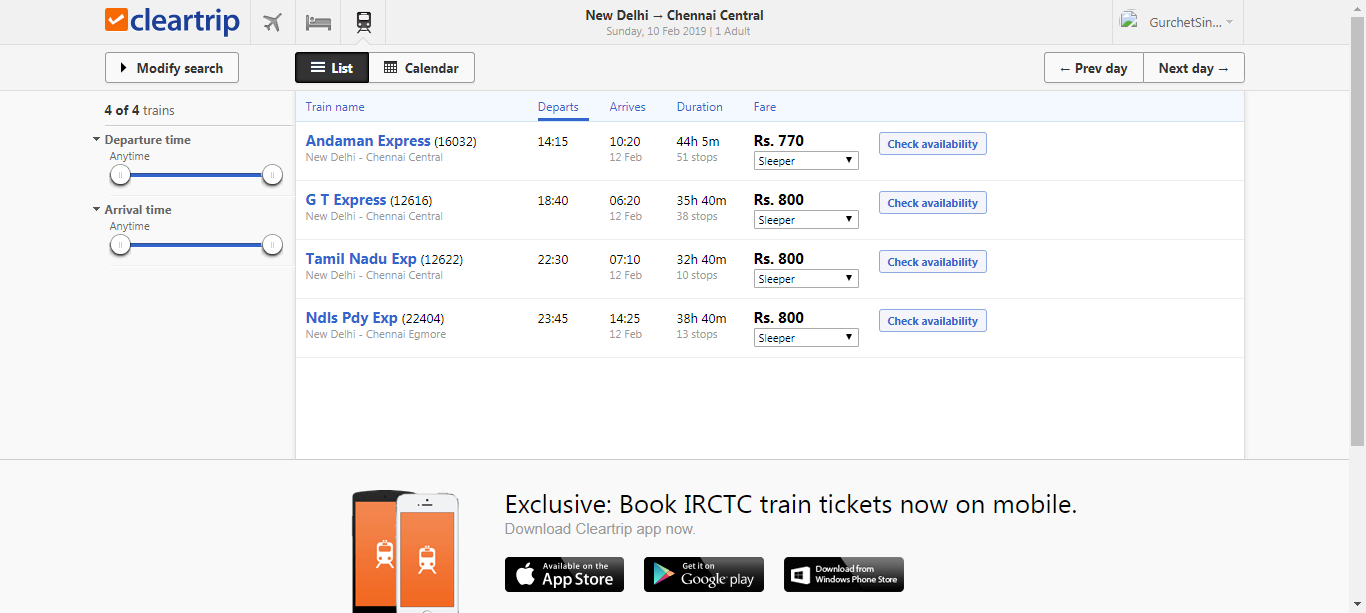 cleartrip
New Delhi → Chennai Central
Sunday, 10 Feb 2019 | 1 Adult
GurchetSin...
Modify search
List
Calendar
← Prev day
Next day →
4 of 4 trains
Departure time
Anytime
Arrival time
Anytime
Train name Departs Arrives Duration Fare
Andaman Express (16032) 14:15 10:20 44h 5m Rs. 770 Check availability
New Delhi - Chennai Central 12 Feb 51 stops Sleeper
G T Express (12616) 18:40 06:20 35h 40m Rs. 800 Check availability
New Delhi - Chennai Central 12 Feb 38 stops Sleeper
Tamil Nadu Exp (12622) 22:30 07:10 32h 40m Rs. 800 Check availability
New Delhi - Chennai Central 12 Feb 10 stops Sleeper
Ndls Pdy Exp (22404) 23:45 14:25 38h 40m Rs. 800 Check availability
New Delhi - Chennai Egmore 12 Feb 13 stops Sleeper
Exclusive: Book IRCTC train tickets now on mobile.
Download Cleartrip app now.
Available on the
App Store
Get it on
Google play
Download from
Windows Phone Store